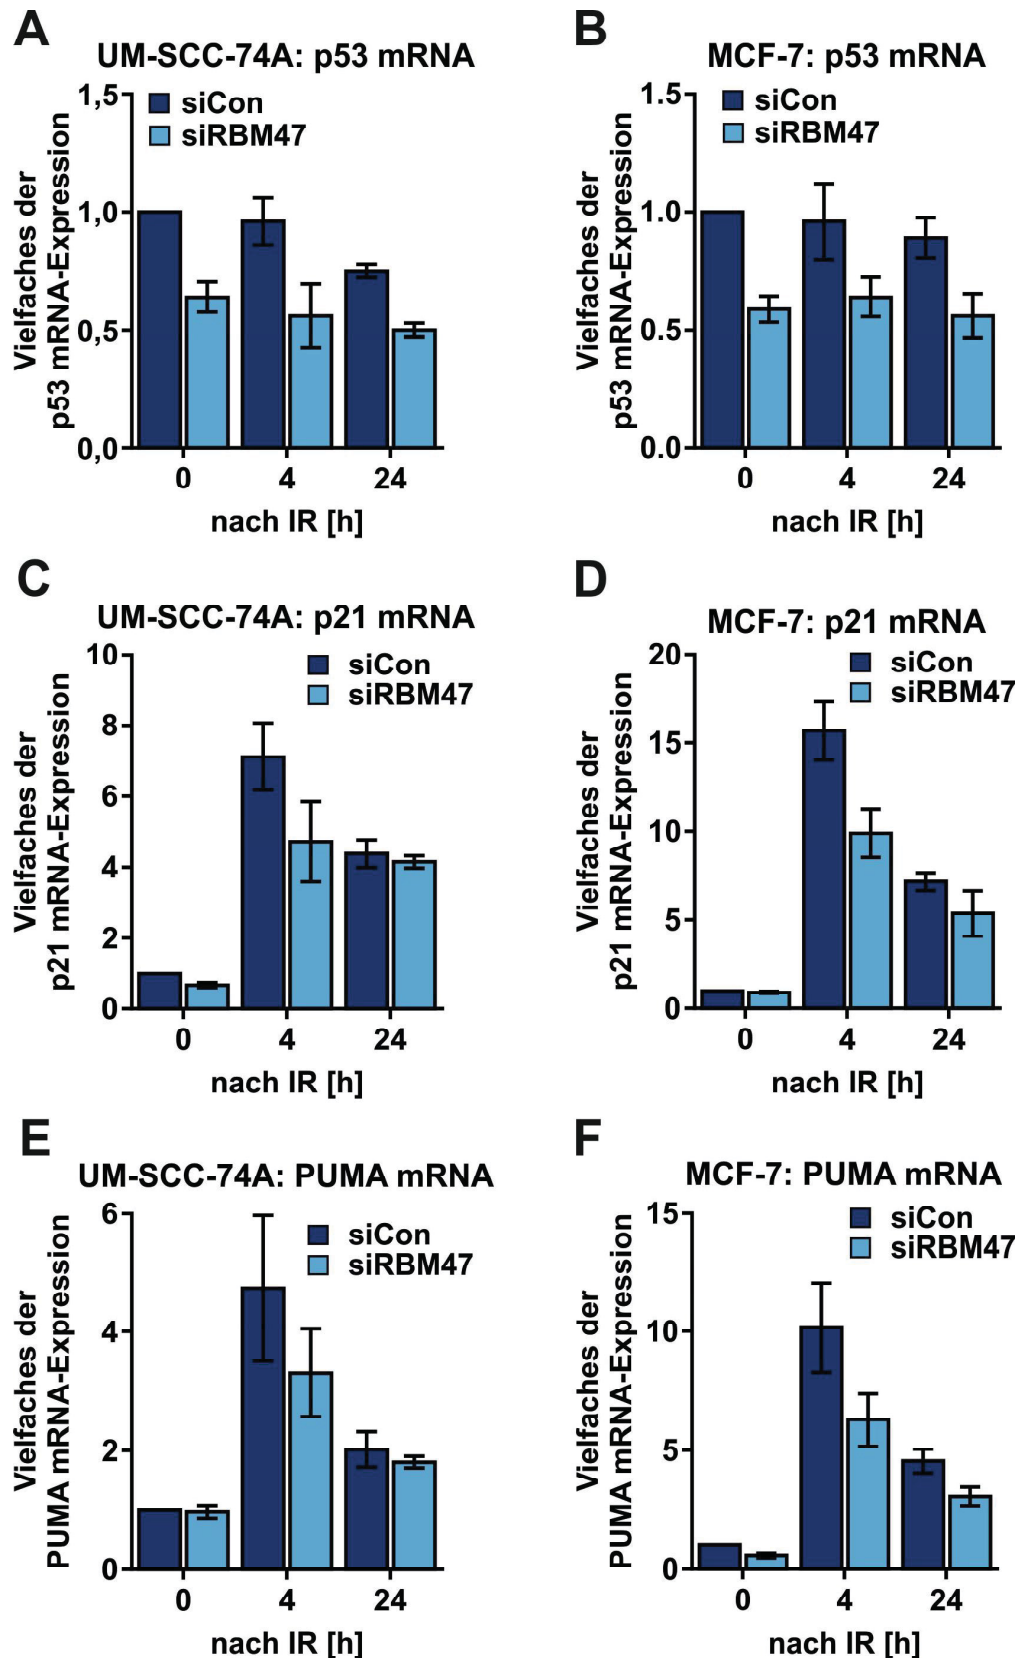 A
UM-SCC-74A: p53 mRNA
Vielfaches der
p53 mRNA-Expression
1,5
1,0
0,5
0,0
siCon
siRBM47
0 4 24
nach IR [h]
B
MCF-7: p53 mRNA
Vielfaches der
p53 mRNA-Expression
1.5
1.0
0.5
0.0
siCon
siRBM47
0 4 24
nach IR [h]
C
UM-SCC-74A: p21 mRNA
Vielfaches der
p21 mRNA-Expression
10
8
6
4
2
0
siCon
siRBM47
0 4 24
nach IR [h]
D
MCF-7: p21 mRNA
Vielfaches der
p21 mRNA-Expression
20
15
10
5
0
siCon
siRBM47
0 4 24
nach IR [h]
E
UM-SCC-74A: PUMA mRNA
Vielfaches der
PUMA mRNA-Expression
6
4
2
0
siCon
siRBM47
0 4 24
nach IR [h]
F
MCF-7: PUMA mRNA
Vielfaches der
PUMA mRNA-Expression
15
10
5
0
siCon
siRBM47
0 4 24
nach IR [h]